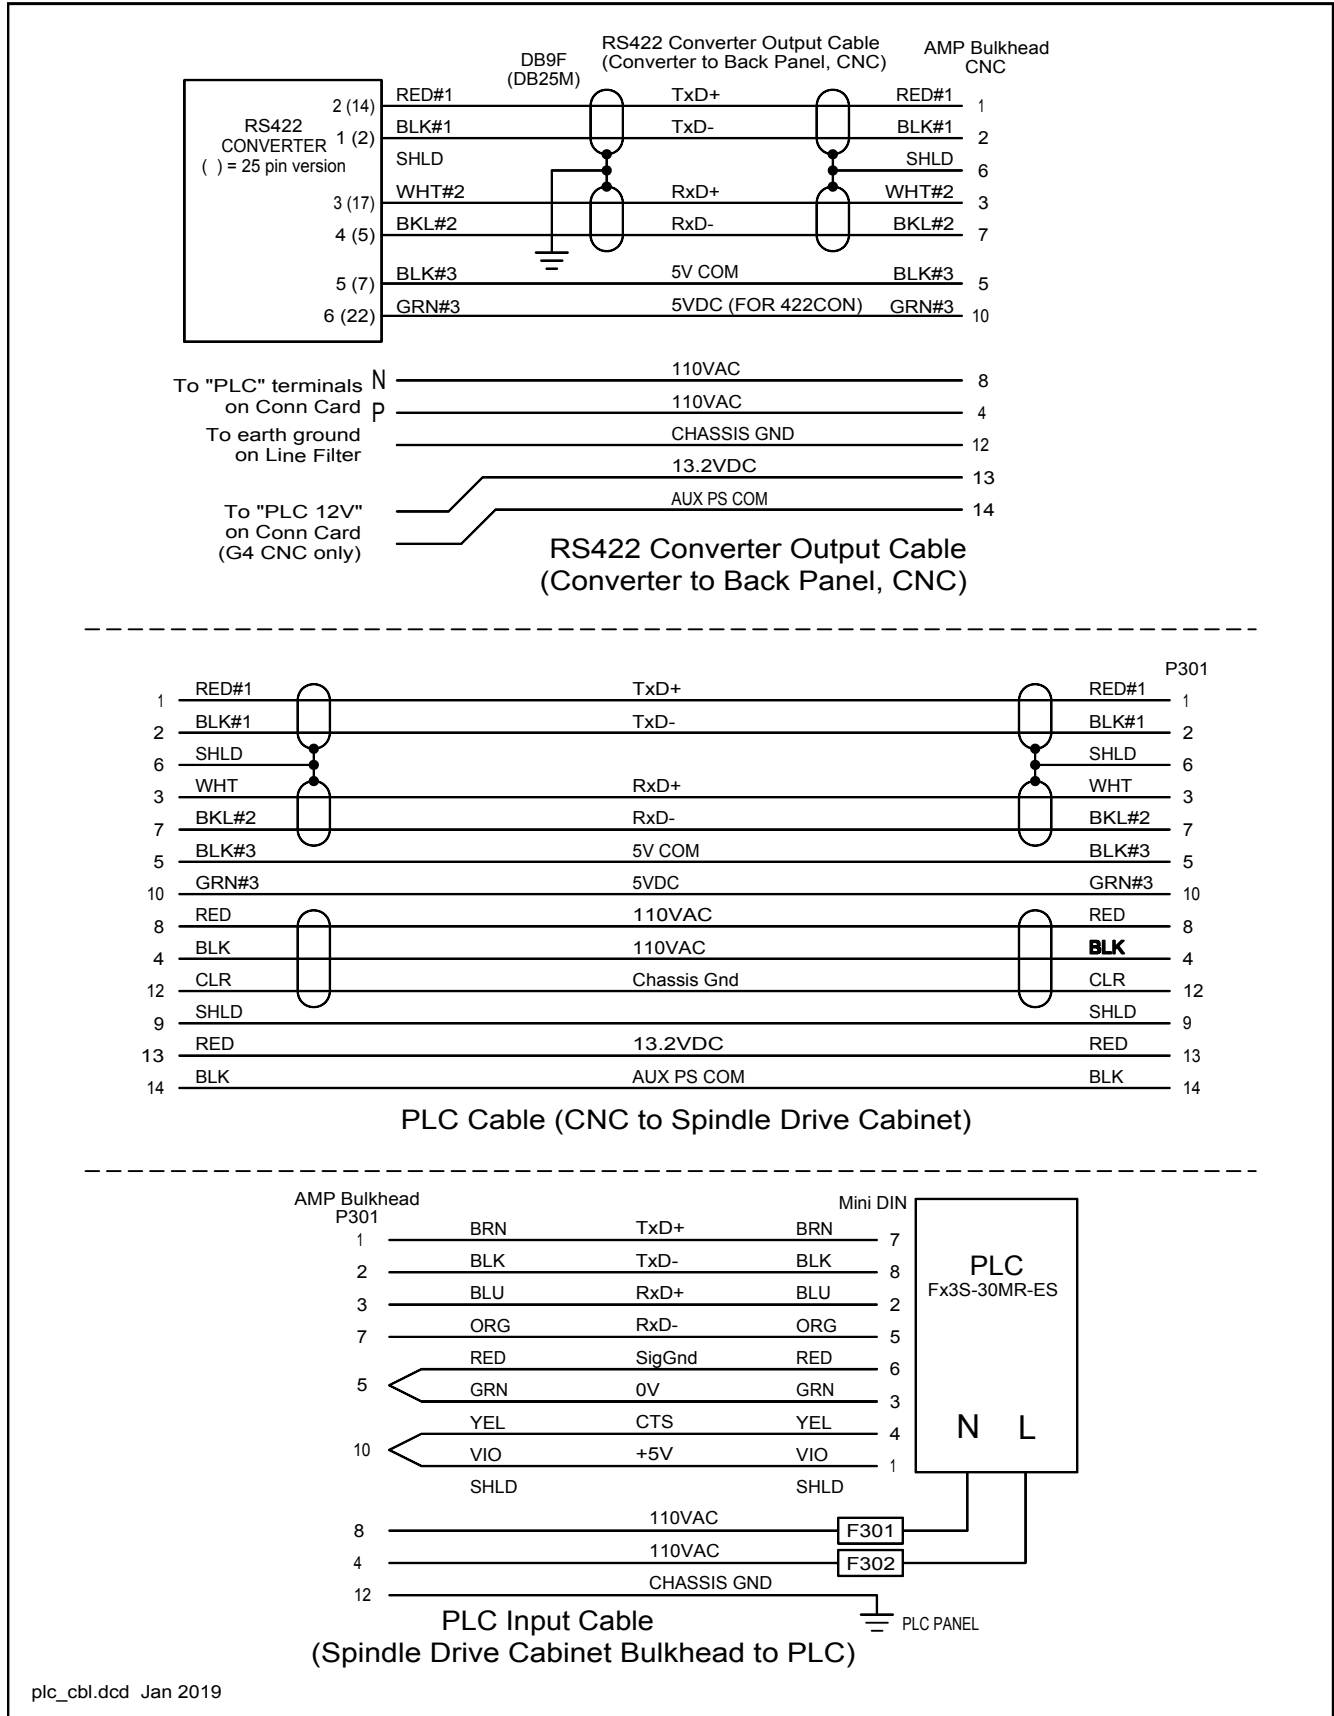 RS422 Converter Output Cable
(Converter to Back Panel, CNC)
AMP Bulkhead
CNC
DB9F
(DB25M)
RS422
CONVERTER
( ) = 25 pin version
2 (14) RED#1 TxD+ RED#1 1
1 (2) BLK#1 TxD- BLK#1 2
SHLD SHLD 6
3 (17) WHT#2 RxD+ WHT#2 3
4 (5) BKL#2 RxD- BKL#2 7
5 (7) BLK#3 5V COM BLK#3 5
6 (22) GRN#3 5VDC (FOR 422CON) GRN#3 10
To "PLC" terminals
on Conn Card
N 110VAC 8
P 110VAC 4
To earth ground
on Line Filter
CHASSIS GND 12
13.2VDC 13
AUX PS COM 14
To "PLC 12V"
on Conn Card
(G4 CNC only)
RS422 Converter Output Cable
(Converter to Back Panel, CNC)
P301
1 RED#1 TxD+ RED#1 1
2 BLK#1 TxD- BLK#1 2
6 SHLD SHLD 6
3 WHT RxD+ WHT 3
7 BKL#2 RxD- BKL#2 7
5 BLK#3 5V COM BLK#3 5
10 GRN#3 5VDC GRN#3 10
8 RED 110VAC RED 8
4 BLK 110VAC BLK 4
12 CLR Chassis Gnd CLR 12
9 SHLD SHLD 9
13 RED 13.2VDC RED 13
14 BLK AUX PS COM BLK 14
PLC Cable (CNC to Spindle Drive Cabinet)
AMP Bulkhead
P301
Mini DIN
1 BRN TxD+ BRN 7
2 BLK TxD- BLK 8
3 BLU RxD+ BLU 2
7 ORG RxD- ORG 5
5
RED SigGnd RED 6
GRN 0V GRN 3
10
YEL CTS YEL 4
VIO +5V VIO 1
SHLD SHLD
PLC
Fx3S-30MR-ES
N L
8 110VAC F301
4 110VAC F302
12 CHASSIS GND
PLC PANEL
PLC Input Cable
(Spindle Drive Cabinet Bulkhead to PLC)
plc_cbl.dcd Jan 2019